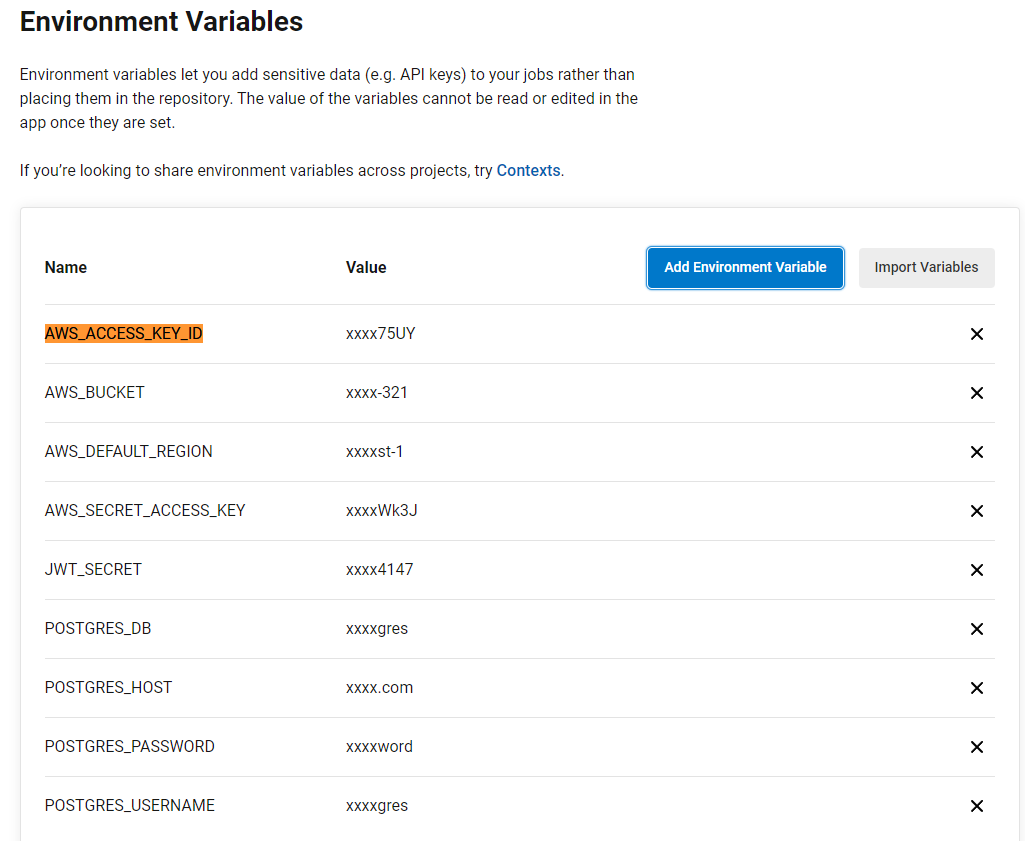 Environment Variables
Environment variables let you add sensitive data (e.g. API keys) to your jobs rather than
placing them in the repository. The value of the variables cannot be read or edited in the
app once they are set.
If you’re looking to share environment variables across projects, try Contexts.
Name Value Add Environment Variable Import Variables
AWS_ACCESS_KEY_ID xxxx75UY
AWS_BUCKET xxxx-321
AWS_DEFAULT_REGION xxxxst-1
AWS_SECRET_ACCESS_KEY xxxxWk3J
JWT_SECRET xxxx4147
POSTGRES_DB xxxxgres
POSTGRES_HOST xxxx.com
POSTGRES_PASSWORD xxxxword
POSTGRES_USERNAME xxxxgres